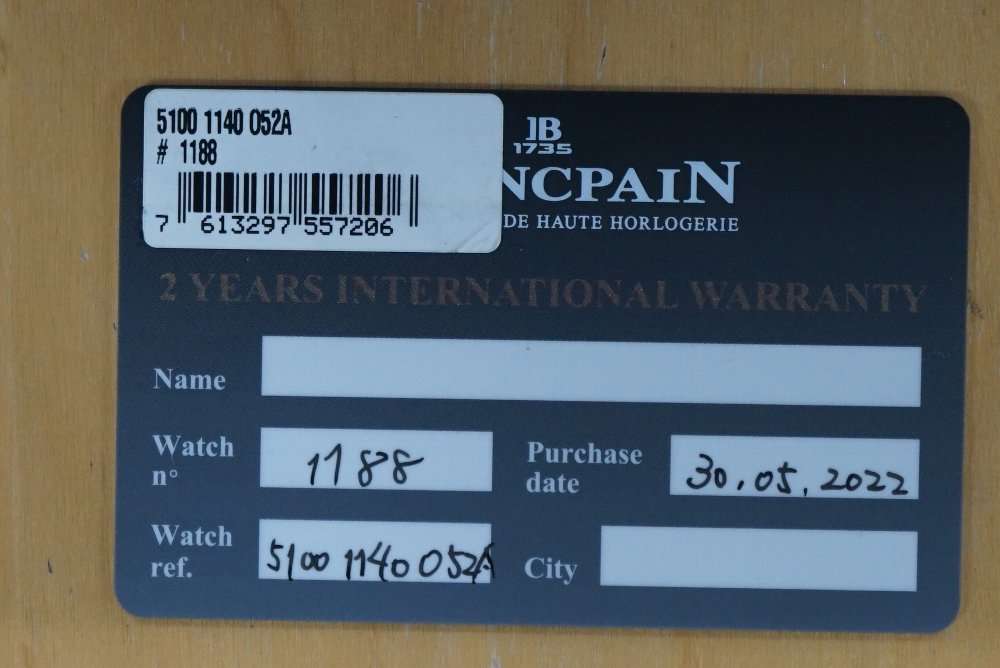 5100 1140 052A
# 1188
7 613297 557206
JB
1735
NCPAIN
DE HAUTE HORLOGERIE
2 YEARS INTERNATIONAL WARRANTY
Name
Watch n° 1188
Purchase date 30.05.2022
Watch ref. 5100 1140 052A
City